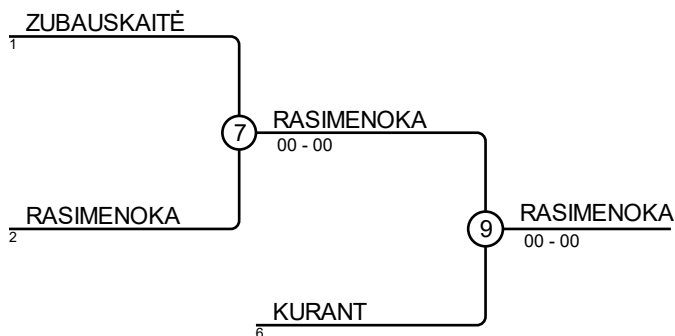 ZUBAUSKAITĖ
1
7
RASIMENOKA
00 - 00
RASIMENOKA
2
9
RASIMENOKA
00 - 00
KURANT
6